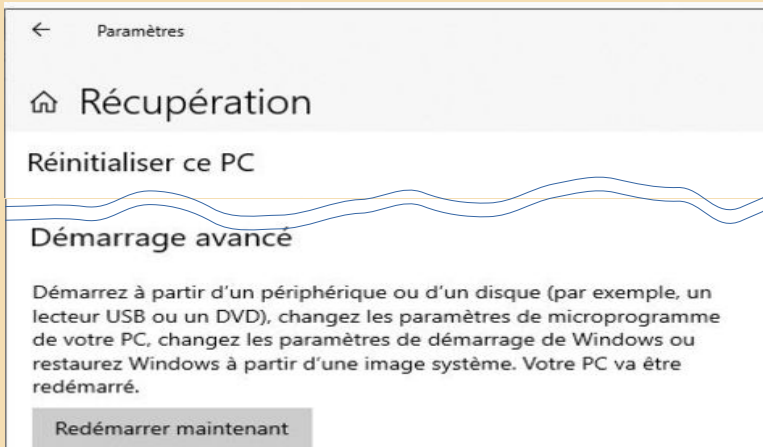 Paramètres
Récupération
Réinitialiser ce PC
Démarrage avancé
Démarrez à partir d'un périphérique ou d'un disque (par exemple, un
lecteur USB ou un DVD), changez les paramètres de microprogramme
de votre PC, changez les paramètres de démarrage de Windows ou
restaurez Windows à partir d'une image système. Votre PC va être
redémarré.
Redémarrer maintenant